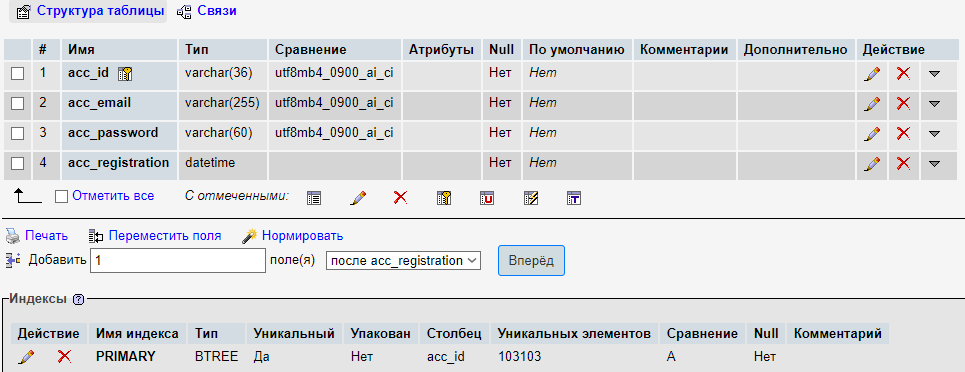 Структура таблицы Связи
# Имя Тип Сравнение Атрибуты Null По умолчанию Комментарии Дополнительно Действие
1 acc_id varchar(36) utf8mb4_0900_ai_ci Нет Нет
2 acc_email varchar(255) utf8mb4_0900_ai_ci Нет Нет
3 acc_password varchar(60) utf8mb4_0900_ai_ci Нет Нет
4 acc_registration datetime Нет Нет
Отметить все С отмеченными:
Печать Переместить поля Нормировать
Добавить 1 поле(я) после acc_registration Вперёд
Индексы
Действие Имя индекса Тип Уникальный Упакован Столбец Уникальных элементов Сравнение Null Комментарий
PRIMARY BTREE Да Нет acc_id 103103 A Нет